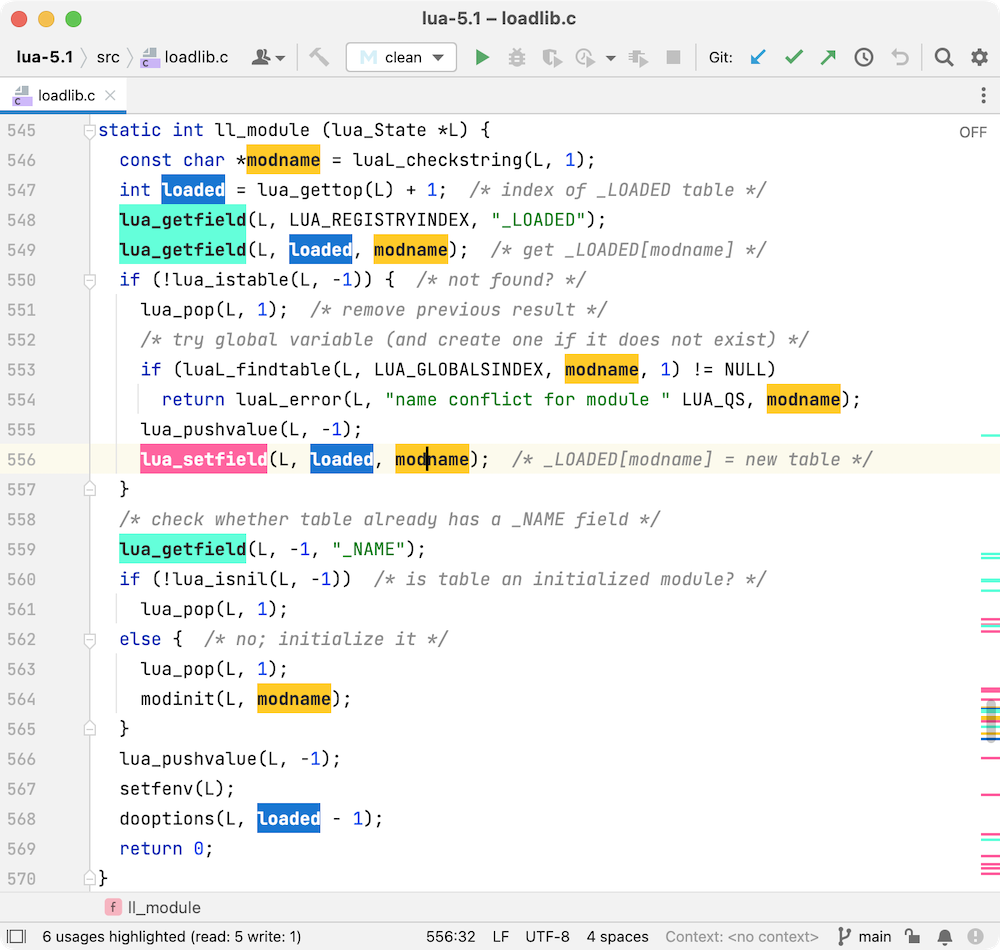 lua-5.1 – loadlib.c
lua-5.1 src loadlib.c clean Git:
loadlib.c
OFF
545 static int ll_module (lua_State *L) {
546   const char *modname = luaL_checkstring(L, 1);
547   int loaded = lua_gettop(L) + 1;  /* index of _LOADED table */
548   lua_getfield(L, LUA_REGISTRYINDEX, "_LOADED");
549   lua_getfield(L, loaded, modname);  /* get _LOADED[modname] */
550   if (!lua_istable(L, -1)) {  /* not found? */
551     lua_pop(L, 1);  /* remove previous result */
552     /* try global variable (and create one if it does not exist) */
553     if (luaL_findtable(L, LUA_GLOBALSINDEX, modname, 1) != NULL)
554       return luaL_error(L, "name conflict for module " LUA_QS, modname);
555     lua_pushvalue(L, -1);
556     lua_setfield(L, loaded, modname);  /* _LOADED[modname] = new table */
557   }
558   /* check whether table already has a _NAME field */
559   lua_getfield(L, -1, "_NAME");
560   if (!lua_isnil(L, -1))  /* is table an initialized module? */
561     lua_pop(L, 1);
562   else {  /* no; initialize it */
563     lua_pop(L, 1);
564     modinit(L, modname);
565   }
566   lua_pushvalue(L, -1);
567   setfenv(L);
568   dooptions(L, loaded - 1);
569   return 0;
570 }
f ll_module
6 usages highlighted (read: 5 write: 1) 556:32 LF UTF-8 4 spaces Context: <no context> main